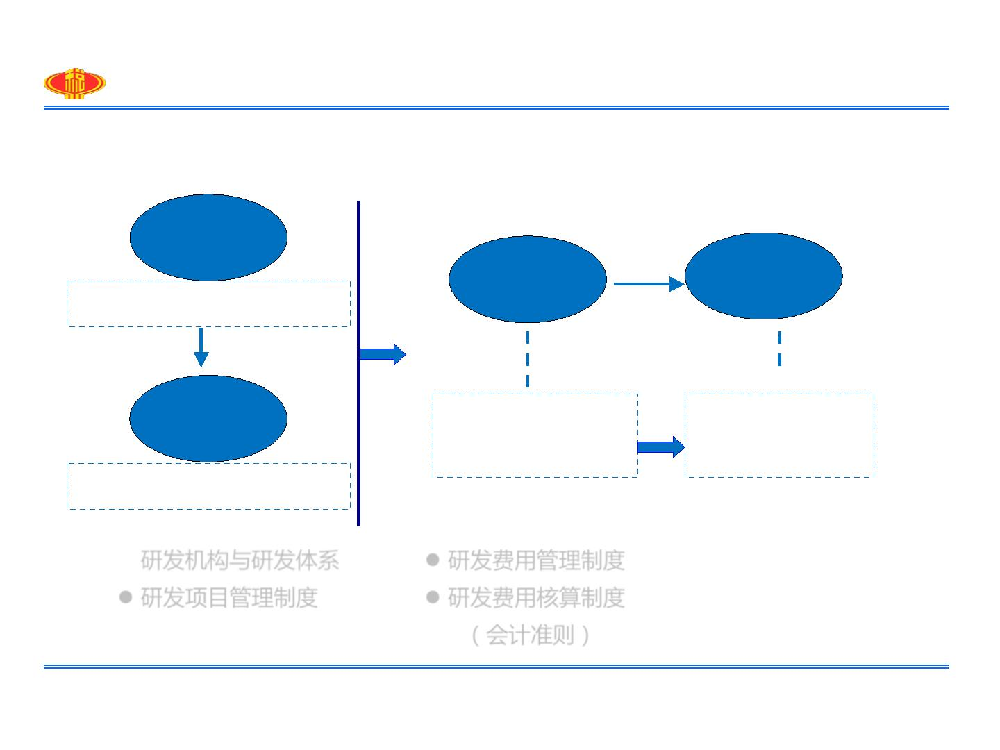 税
研发机构与研发体系
● 研发项目管理制度
● 研发费用管理制度
● 研发费用核算制度
（会计准则）